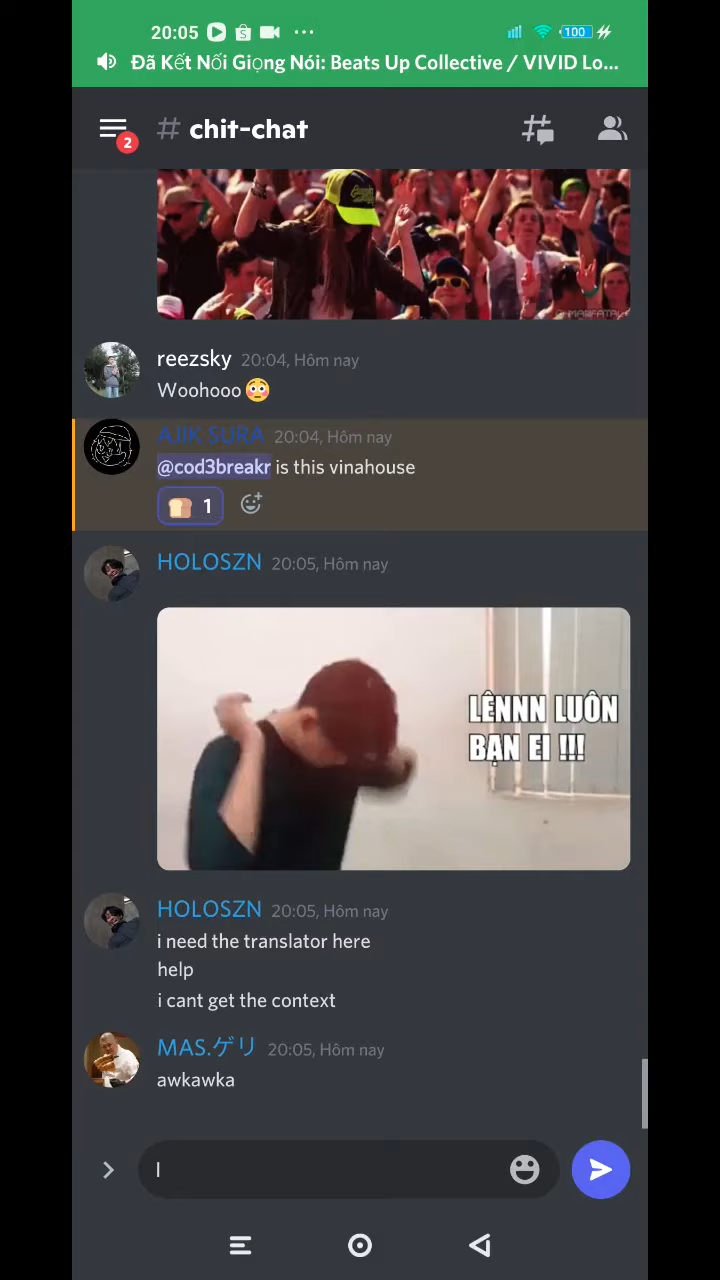 20:05 100
Đã Kết Nối Giọng Nói: Beats Up Collective / VIVID Lo...
2
# chit-chat
reezsky 20:04, Hôm nay
Woohooo
AJIK SURA 20:04, Hôm nay
@cod3breakr is this vinahouse
1
HOLOSZN 20:05, Hôm nay
LÊNNN LUÔN
BẠN EI !!!
HOLOSZN 20:05, Hôm nay
i need the translator here
help
i cant get the context
MAS.ゲリ 20:05, Hôm nay
awkawka
I